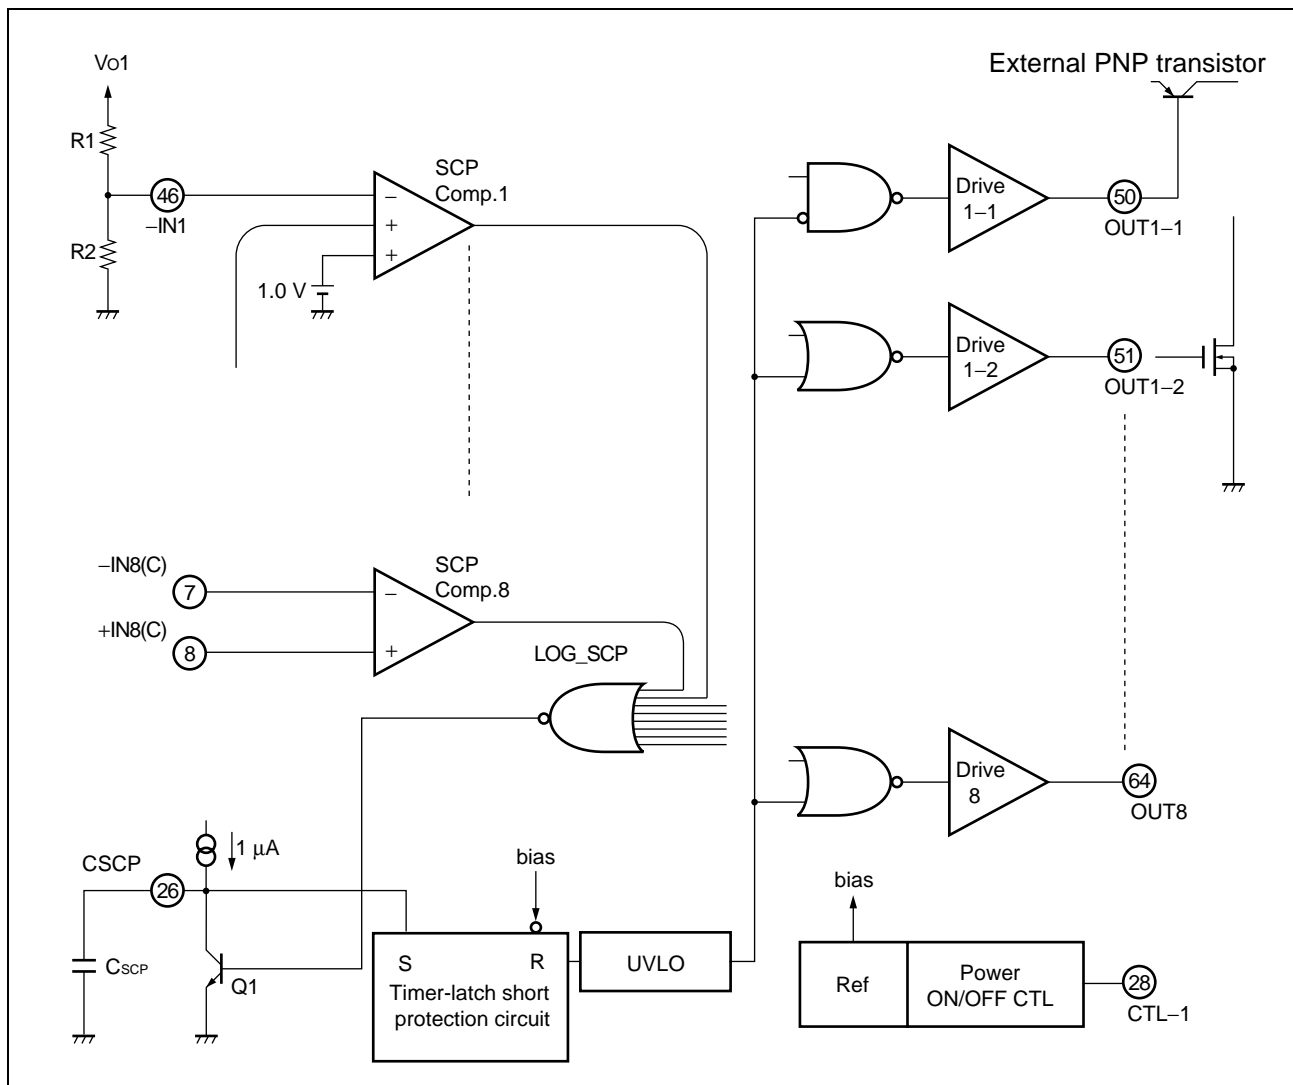 External PNP transistor
VO1
R1
SCP
Comp.1
46
−
Drive
1−1
50
−IN1
+
OUT1−1
R2
+
1.0 V
Drive
1−2
51
OUT1−2
SCP
Comp.8
−IN8(C)
7
−
+IN8(C)
8
+
LOG_SCP
Drive
8
64
OUT8
1 μA
CSCP
26
bias
bias
CSCP
Q1
S
R
UVLO
Timer-latch short
protection circuit
Ref
Power
ON/OFF CTL
28
CTL−1